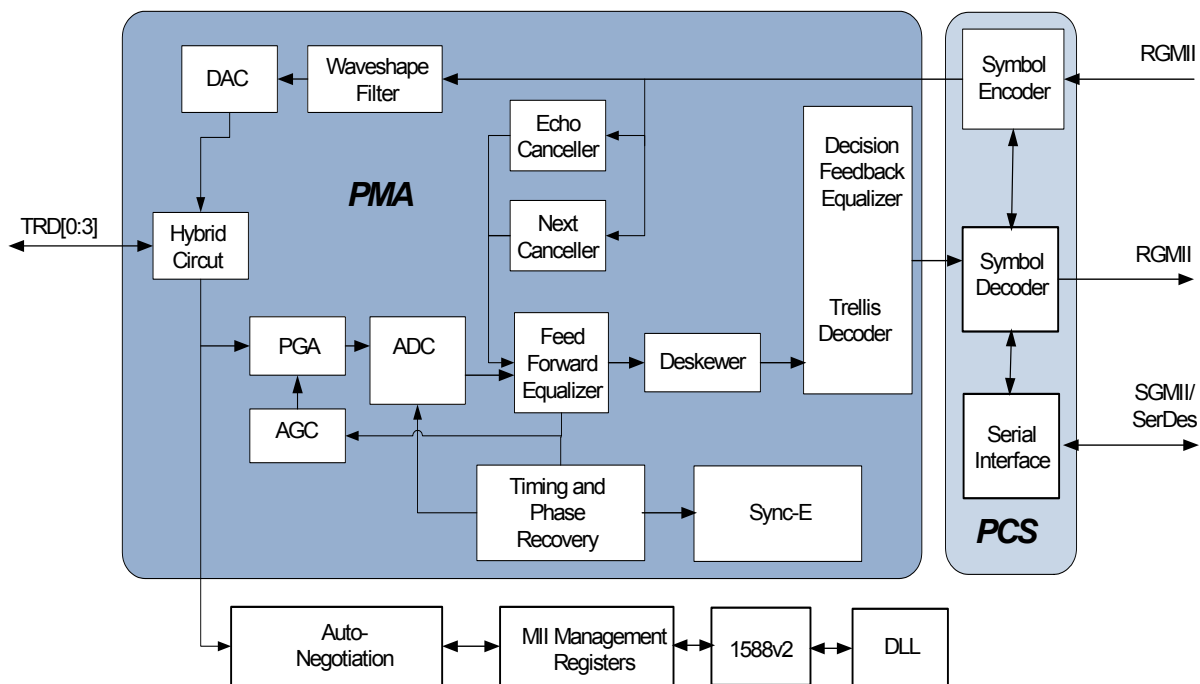 DAC
Waveshape
Filter
Symbol
Encoder
RGMII
Echo
Canceller
Decision
Feedback
Equalizer
PMA
TRD[0:3]
Hybrid
Circut
Next
Canceller
Symbol
Decoder
RGMII
Trellis
Decoder
PGA
ADC
Feed
Forward
Equalizer
Deskewer
AGC
SGMII/
SerDes
Serial
Interface
Timing and
Phase
Recovery
Sync-E
PCS
Auto-
Negotiation
MII Management
Registers
1588v2
DLL